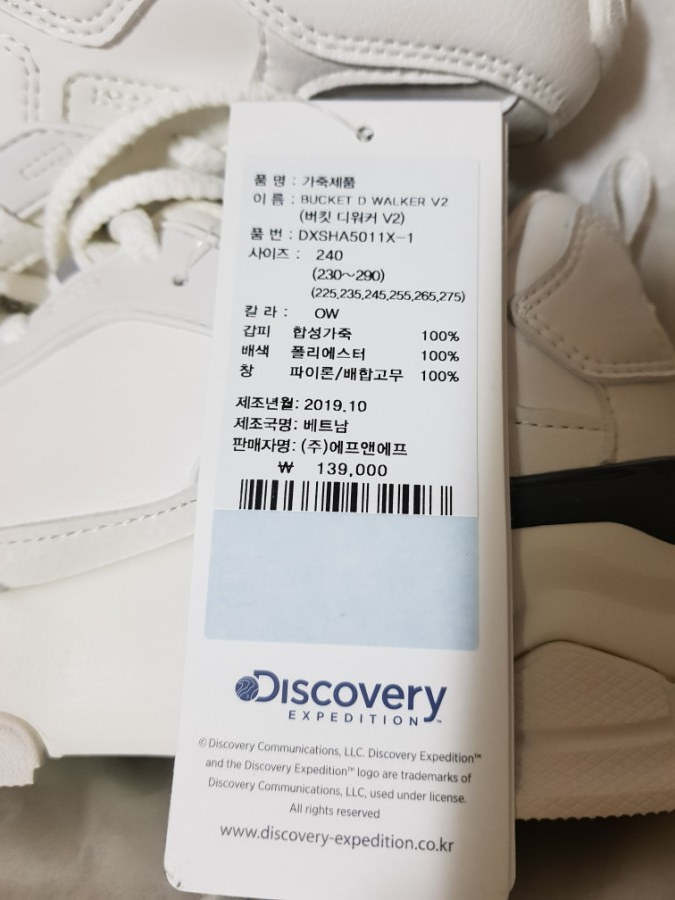 품 명 : 가죽제품
이 름 : BUCKET D WALKER V2
(버킷 디워커 V2)
품 번 : DXSHA5011X-1
사이즈 : 240
(230~290)
(225,235,245,255,265,275)
칼 라 : OW
갑피 합성가죽 100%
배색 폴리에스터 100%
창 파이론/배합고무 100%
제조년월: 2019.10
제조국명: 베트남
판매자명: (주)에프앤에프
₩ 139,000
Discovery
EXPEDITION™
© Discovery Communications, LLC. Discovery Expedition™
and the Discovery Expedition™ logo are trademarks of
Discovery Communications, LLC, used under license.
All rights reserved
www.discovery-expedition.co.kr